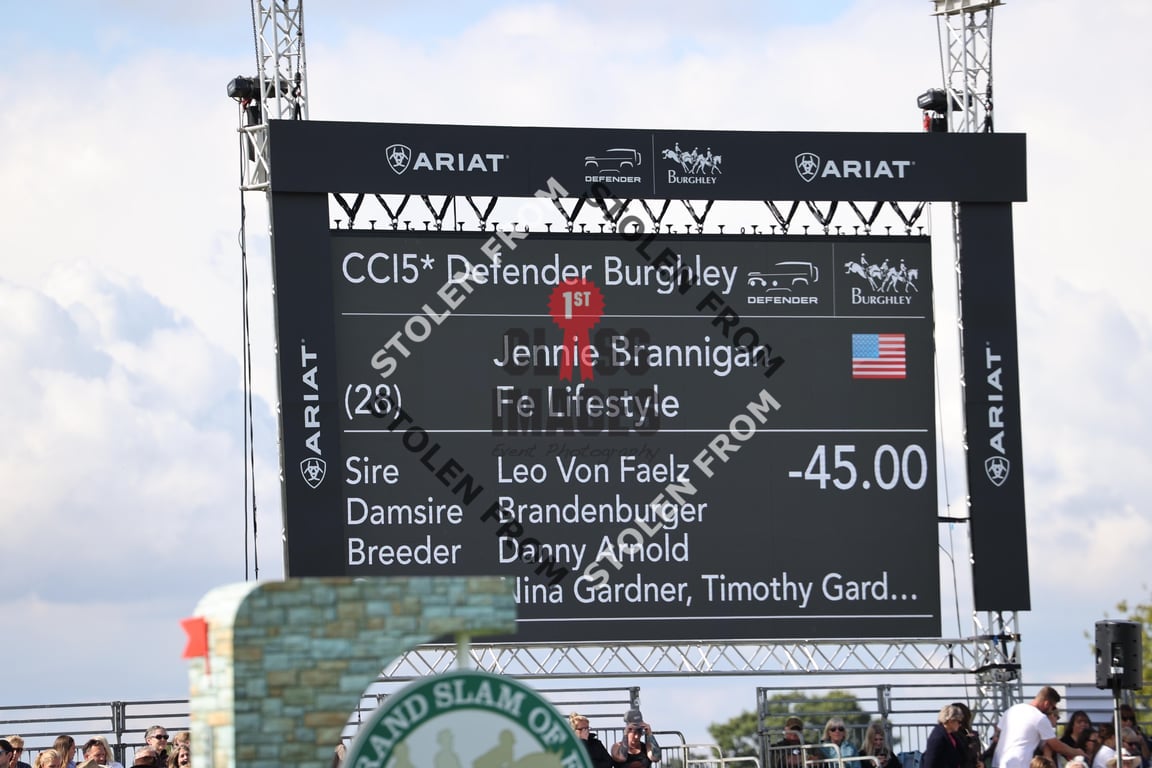 ARIAT DEFENDER BURGHLEY ARIAT
CCI5* Defender Burghley DEFENDER BURGHLEY
1ST
CLASS
IMAGES
Event Photography
Jennie Brannigan
(28) Fe Lifestyle
Sire Leo Von Faelz -45.00
Damsire Brandenburger
Breeder Danny Arnold
Nina Gardner, Timothy Gard...
ARIAT
ARIAT
STOLEN FROM
STOLEN FROM
STOLEN FROM
STOLEN FROM
GRAND SLAM OF